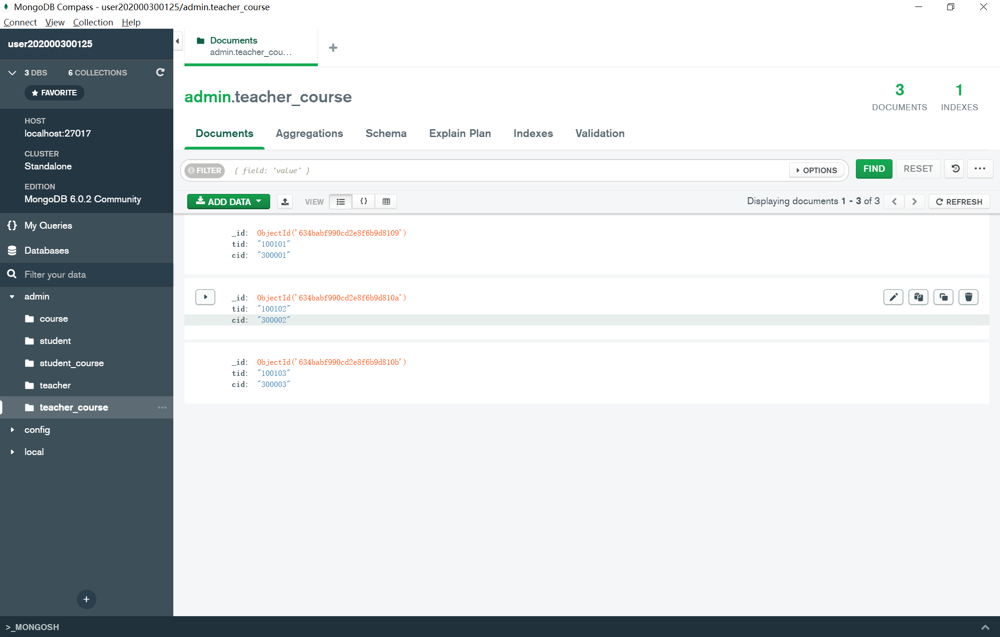 MongoDB Compass - user202000300125/admin.teacher_course
Connect View Collection Help
user202000300125
3 DBS 6 COLLECTIONS
FAVORITE
HOST
localhost:27017
CLUSTER
Standalone
EDITION
MongoDB 6.0.2 Community
{} My Queries
Databases
Filter your data
admin
course
student
student_course
teacher
teacher_course
config
local
+
Documents
admin.teacher_cou...
admin.teacher_course
3
DOCUMENTS
1
INDEXES
Documents Aggregations Schema Explain Plan Indexes Validation
FILTER { field: 'value' } OPTIONS FIND RESET
ADD DATA VIEW {} Displaying documents 1 - 3 of 3 REFRESH
_id: ObjectId('634babf990cd2e8f6b9d8109')
tid: "100101"
cid: "300001"
_id: ObjectId('634babf990cd2e8f6b9d810a')
tid: "100102"
cid: "300002"
_id: ObjectId('634babf990cd2e8f6b9d810b')
tid: "100103"
cid: "300003"
>_MONGOSH